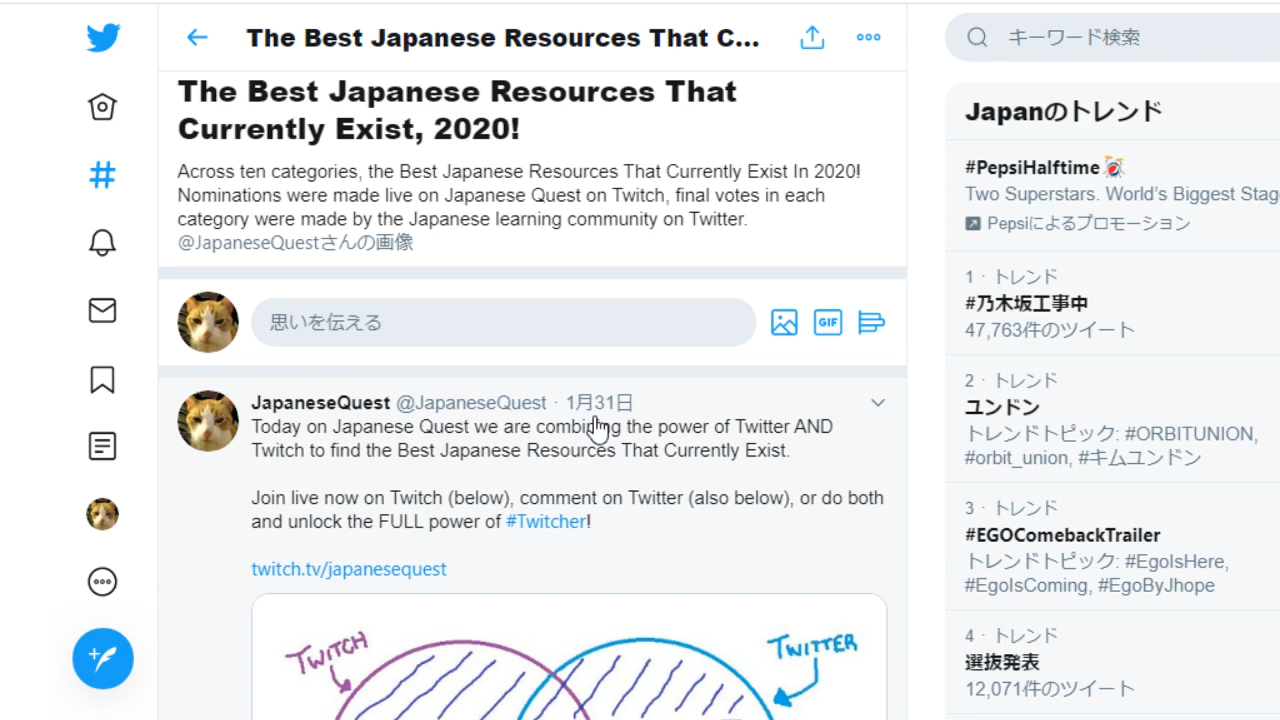 The Best Japanese Resources That C...
The Best Japanese Resources That
Currently Exist, 2020!
Across ten categories, the Best Japanese Resources That Currently Exist In 2020!
Nominations were made live on Japanese Quest on Twitch, final votes in each
category were made by the Japanese learning community on Twitter.
@JapaneseQuestさんの画像
思いを伝える
GIF
JapaneseQuest @JapaneseQuest · 1月31日
Today on Japanese Quest we are combining the power of Twitter AND
Twitch to find the Best Japanese Resources That Currently Exist.
Join live now on Twitch (below), comment on Twitter (also below), or do both
and unlock the FULL power of #Twitcher!
twitch.tv/japanesequest
TWITCH
TWITTER
キーワード検索
Japanのトレンド
#PepsiHalftime
Two Superstars. World's Biggest Stag
Pepsiによるプロモーション
1 · トレンド
#乃木坂工事中
47,763件のツイート
2 · トレンド
ユンドン
トレンドトピック: #ORBITUNION,
#orbit_union, #キムユンドン
3 · トレンド
#EGOComebackTrailer
トレンドトピック: #EgoIsHere,
#EgoIsComing, #EgoByJhope
4 · トレンド
選抜発表
12,071件のツイート